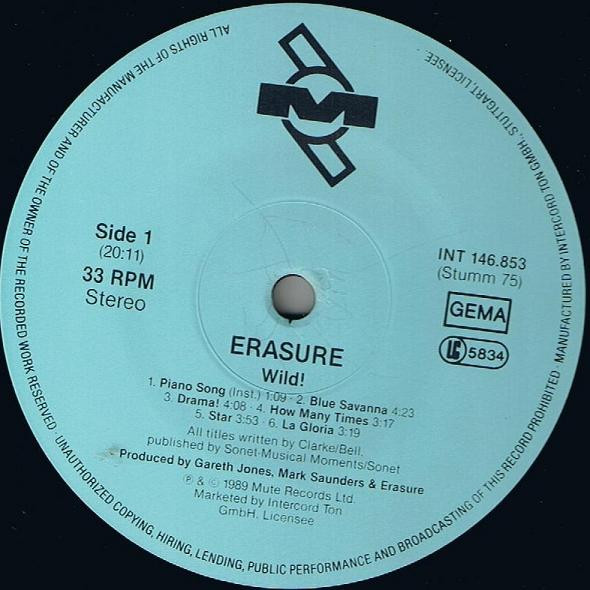 ALL RIGHTS OF THE MANUFACTURER AND OF THE OWNER OF THE RECORDED WORK RESERVED · UNAUTHORIZED COPYING, HIRING, LENDING, PUBLIC PERFORMANCE AND BROADCASTING OF THIS RECORD PROHIBITED · MANUFACTURED BY INTERCORD TON GMBH., STUTTGART, LICENSEE.
M
Side 1
(20:11)
33 RPM
Stereo
INT 146.853
(Stumm 75)
GEMA
LC 5834
ERASURE
Wild!
1. Piano Song (Inst.) 1:09 · 2. Blue Savanna 4:23
3. Drama! 4:08 · 4. How Many Times 3:17
5. Star 3:53 · 6. La Gloria 3:19
All titles written by Clarke/Bell,
published by Sonet-Musical Moments/Sonet
Produced by Gareth Jones, Mark Saunders & Erasure
℗ & © 1989 Mute Records Ltd.
Marketed by Intercord Ton
GmbH. Licensee